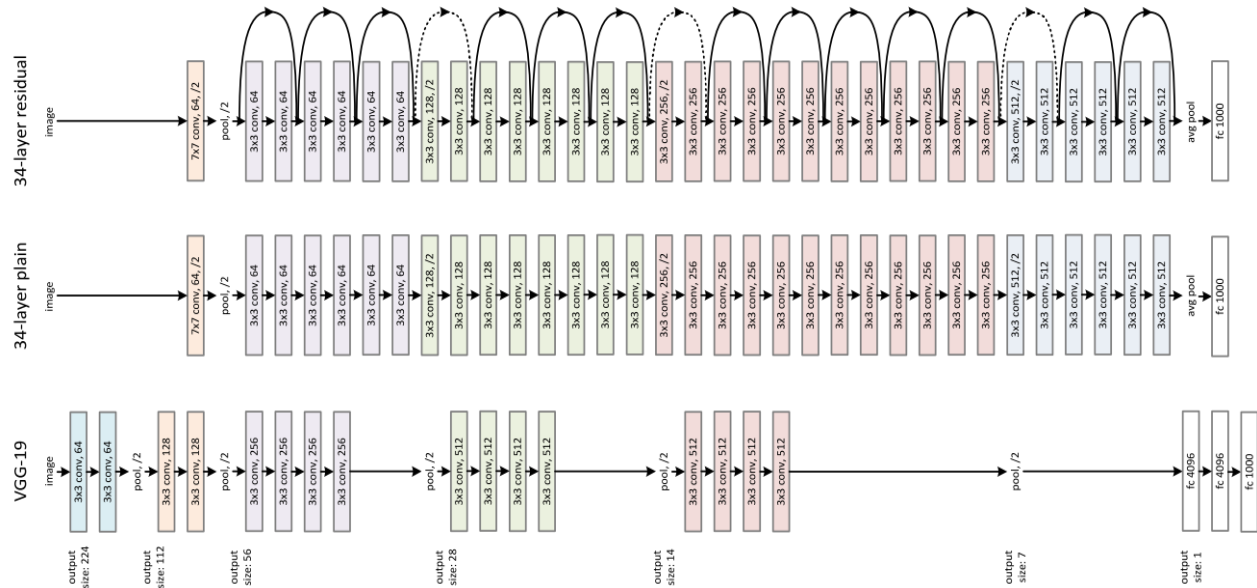 output
size: 224
output
size: 112
output
size: 56
output
size: 28
output
size: 14
output
size: 7
output
size: 1
VGG-19
image
3x3 conv, 64
3x3 conv, 64
pool, /2
3x3 conv, 128
3x3 conv, 128
pool, /2
3x3 conv, 256
3x3 conv, 256
3x3 conv, 256
3x3 conv, 256
pool, /2
3x3 conv, 512
3x3 conv, 512
3x3 conv, 512
3x3 conv, 512
pool, /2
3x3 conv, 512
3x3 conv, 512
3x3 conv, 512
3x3 conv, 512
pool, /2
fc 4096
fc 4096
fc 1000
34-layer plain
image
7x7 conv, 64, /2
pool, /2
3x3 conv, 64
3x3 conv, 64
3x3 conv, 64
3x3 conv, 64
3x3 conv, 64
3x3 conv, 64
3x3 conv, 128, /2
3x3 conv, 128
3x3 conv, 128
3x3 conv, 128
3x3 conv, 128
3x3 conv, 128
3x3 conv, 128
3x3 conv, 128
3x3 conv, 256, /2
3x3 conv, 256
3x3 conv, 256
3x3 conv, 256
3x3 conv, 256
3x3 conv, 256
3x3 conv, 256
3x3 conv, 256
3x3 conv, 256
3x3 conv, 256
3x3 conv, 256
3x3 conv, 256
3x3 conv, 512, /2
3x3 conv, 512
3x3 conv, 512
3x3 conv, 512
3x3 conv, 512
3x3 conv, 512
avg pool
fc 1000
34-layer residual
image
7x7 conv, 64, /2
pool, /2
3x3 conv, 64
3x3 conv, 64
3x3 conv, 64
3x3 conv, 64
3x3 conv, 64
3x3 conv, 64
3x3 conv, 128, /2
3x3 conv, 128
3x3 conv, 128
3x3 conv, 128
3x3 conv, 128
3x3 conv, 128
3x3 conv, 128
3x3 conv, 128
3x3 conv, 256, /2
3x3 conv, 256
3x3 conv, 256
3x3 conv, 256
3x3 conv, 256
3x3 conv, 256
3x3 conv, 256
3x3 conv, 256
3x3 conv, 256
3x3 conv, 256
3x3 conv, 256
3x3 conv, 256
3x3 conv, 512, /2
3x3 conv, 512
3x3 conv, 512
3x3 conv, 512
3x3 conv, 512
3x3 conv, 512
avg pool
fc 1000